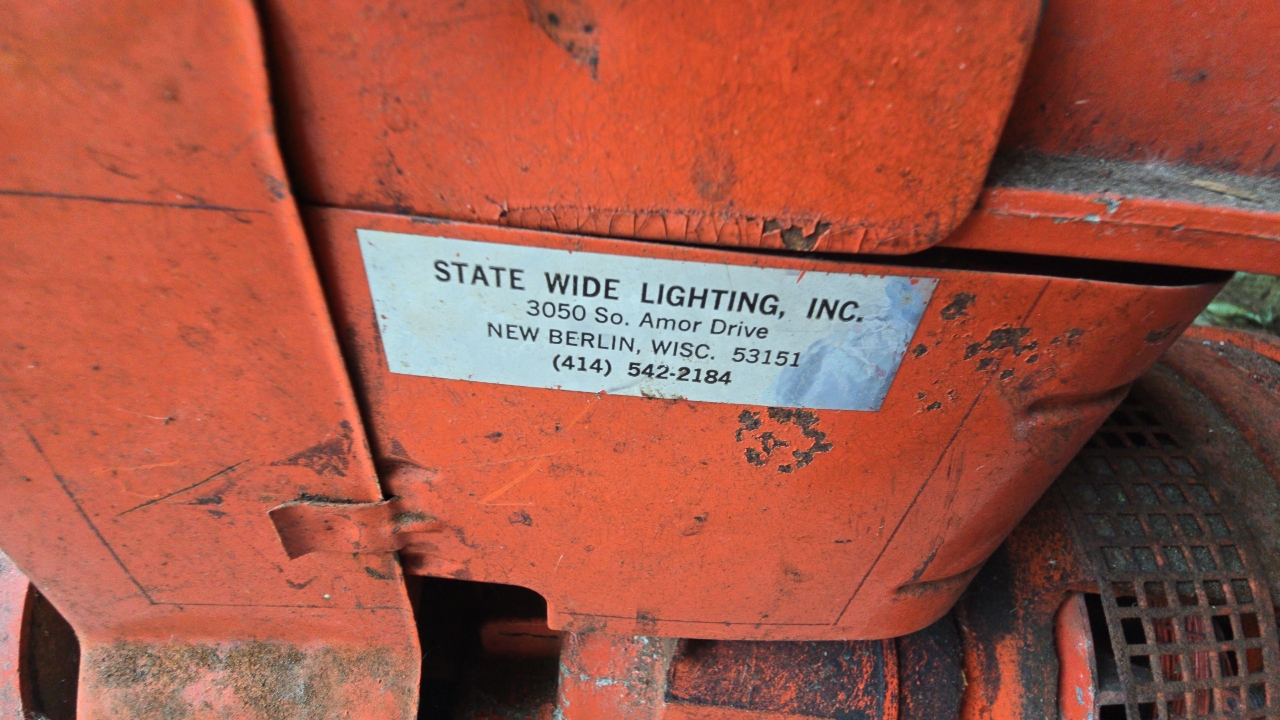 STATE WIDE LIGHTING, INC.
3050 So. Amor Drive
NEW BERLIN, WISC. 53151
(414) 542-2184